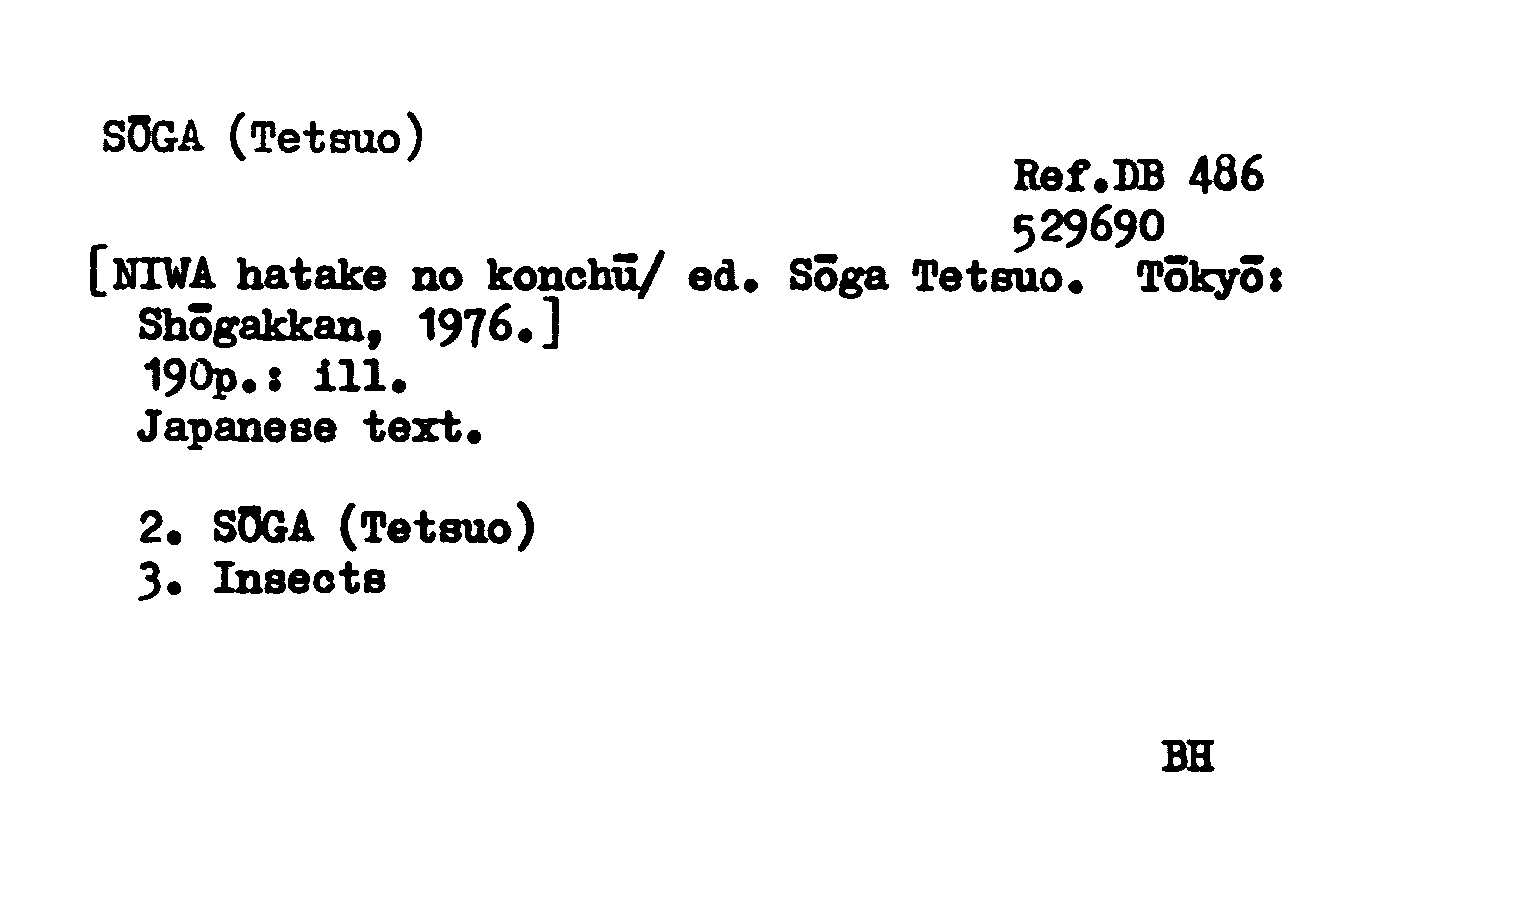 SŌGA (Tetsuo)
Ref.DB 486
529690
[NIWA hatake no konchū/ ed. Sōga Tetsuo. Tōkyō:
Shōgakkan, 1976.]
190p.: ill.
Japanese text.
2. SŌGA (Tetsuo)
3. Insects
BH